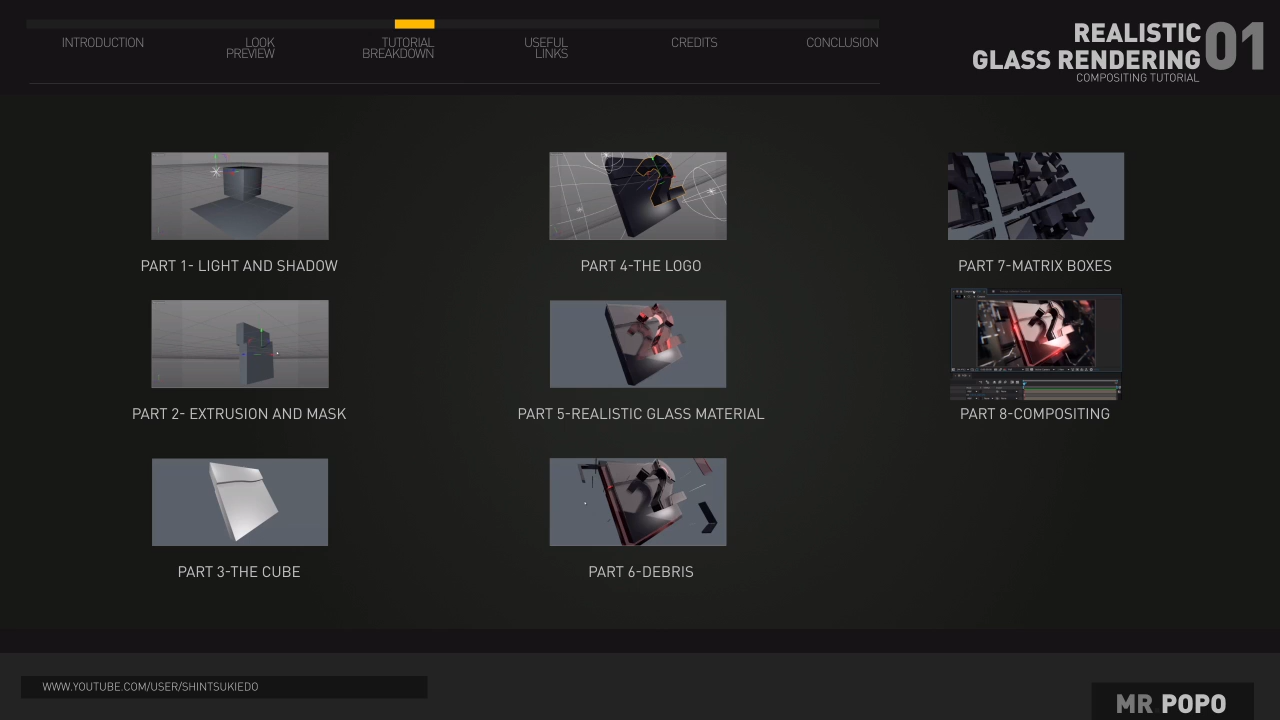 INTRODUCTION
LOOK
PREVIEW
TUTORIAL
BREAKDOWN
USEFUL
LINKS
CREDITS
CONCLUSION
REALISTIC
GLASS RENDERING
01
COMPOSITING TUTORIAL
PART 1- LIGHT AND SHADOW
PART 4-THE LOGO
PART 7-MATRIX BOXES
PART 2- EXTRUSION AND MASK
PART 5-REALISTIC GLASS MATERIAL
PART 8-COMPOSITING
PART 3-THE CUBE
PART 6-DEBRIS
WWW.YOUTUBE.COM/USER/SHINTSUKIEDO
MR POPO